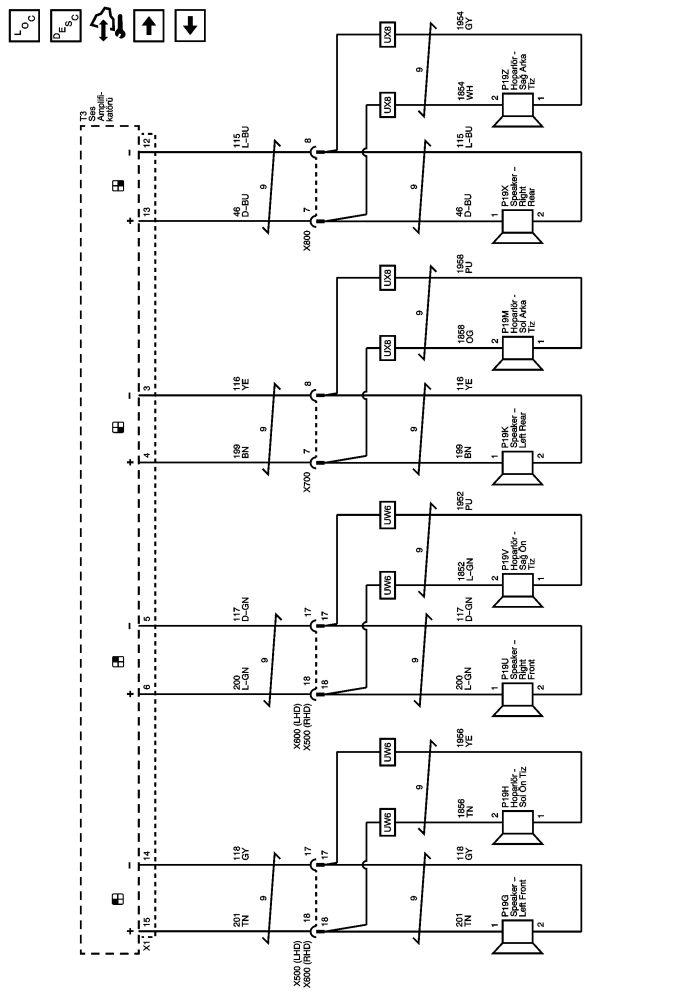 LOC
DESC
T3
Ses
Amplifi-
katörü
X1
12
115
L–BU
8
115
L–BU
13
46
D–BU
7
X800
46
D–BU
9
9
1954
GY
UX8
9
1854
WH
UX8
P19Z
Hoparlör -
Sağ Arka
Tiz
2
1
P19X
Speaker –
Right
Rear
1
2
3
116
YE
8
116
YE
4
199
BN
7
X700
199
BN
9
9
1958
PU
UX8
9
1858
OG
UX8
P19M
Hoparlör -
Sol Arka
Tiz
2
1
P19K
Speaker –
Left Rear
1
2
5
117
D–GN
17
17
117
D–GN
6
200
L–GN
18
18
X600 (LHD)
X500 (RHD)
200
L–GN
9
9
1952
PU
UW6
9
1852
L–GN
UW6
P19V
Hoparlör -
Sağ Ön
Tiz
2
1
P19U
Speaker –
Right
Front
1
2
14
118
GY
17
17
118
GY
15
201
TN
18
18
X500 (LHD)
X600 (RHD)
201
TN
9
9
1956
YE
UW6
9
1856
TN
UW6
P19H
Hoparlör -
Sol Ön Tiz
2
1
P19G
Speaker –
Left Front
1
2